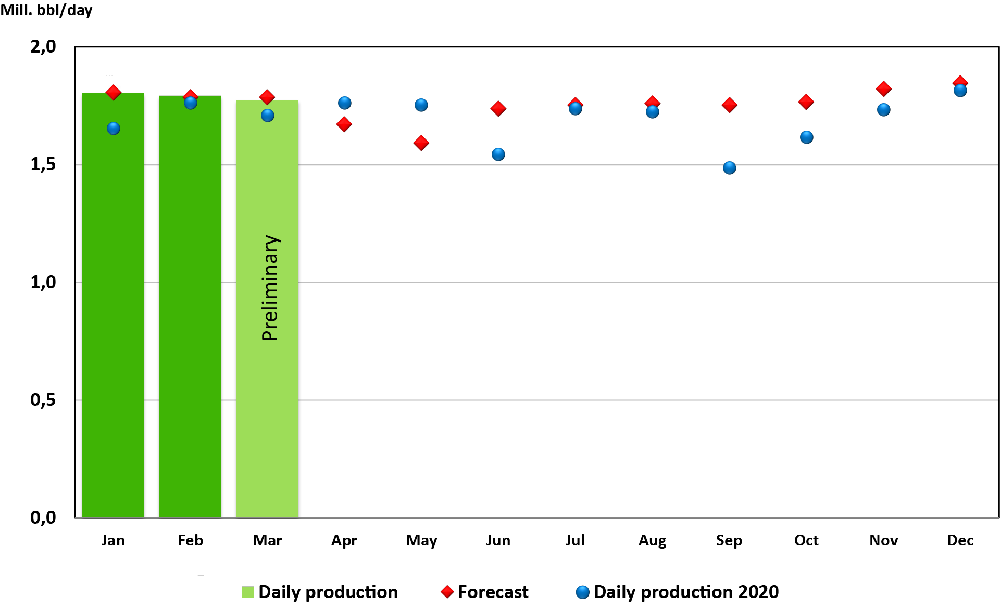 Mill. bbl/day
2,0
1,5
1,0
0,5
0,0
Preliminary
Jan Feb Mar Apr May Jun Jul Aug Sep Oct Nov Dec
Daily production Forecast Daily production 2020